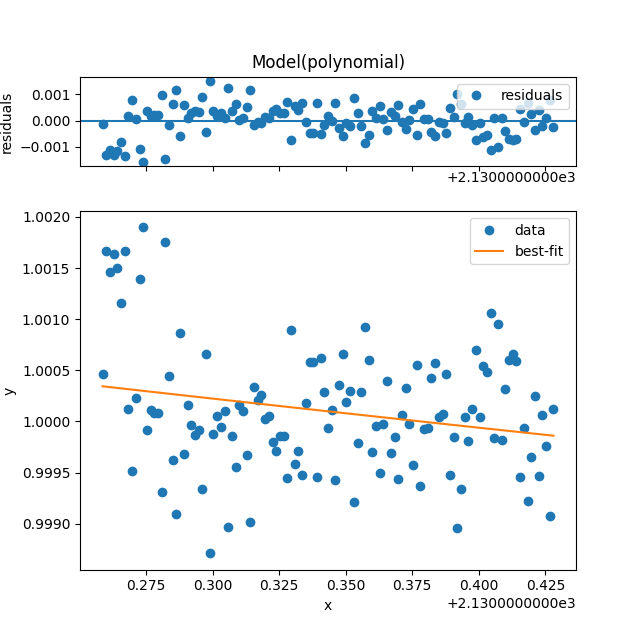 Model(polynomial)
residuals
0.001
0.000
−0.001
residuals
+2.1300000000e3
1.0020
1.0015
1.0010
1.0005
1.0000
0.9995
0.9990
y
data
best-fit
0.275 0.300 0.325 0.350 0.375 0.400 0.425
x
+2.1300000000e3